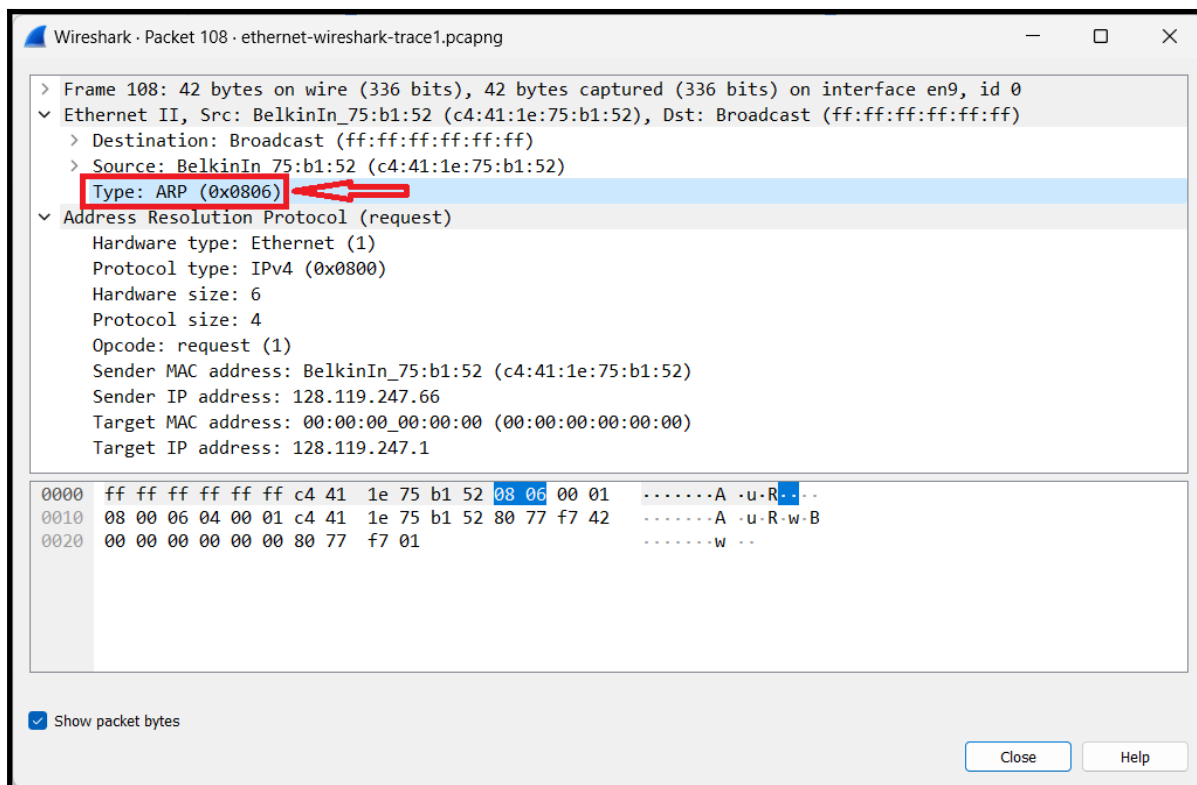 Wireshark · Packet 108 · ethernet-wireshark-trace1.pcapng
Frame 108: 42 bytes on wire (336 bits), 42 bytes captured (336 bits) on interface en9, id 0
Ethernet II, Src: BelkinIn_75:b1:52 (c4:41:1e:75:b1:52), Dst: Broadcast (ff:ff:ff:ff:ff:ff)
Destination: Broadcast (ff:ff:ff:ff:ff:ff)
Source: BelkinIn_75:b1:52 (c4:41:1e:75:b1:52)
Type: ARP (0x0806)
Address Resolution Protocol (request)
Hardware type: Ethernet (1)
Protocol type: IPv4 (0x0800)
Hardware size: 6
Protocol size: 4
Opcode: request (1)
Sender MAC address: BelkinIn_75:b1:52 (c4:41:1e:75:b1:52)
Sender IP address: 128.119.247.66
Target MAC address: 00:00:00_00:00:00 (00:00:00:00:00:00)
Target IP address: 128.119.247.1
0000 ff ff ff ff ff ff c4 41 1e 75 b1 52 08 06 00 01 ·······A ·u·R····
0010 08 00 06 04 00 01 c4 41 1e 75 b1 52 80 77 f7 42 ·······A ·u·R·w·B
0020 00 00 00 00 00 00 80 77 f7 01 ·······w ··
Show packet bytes
Close Help